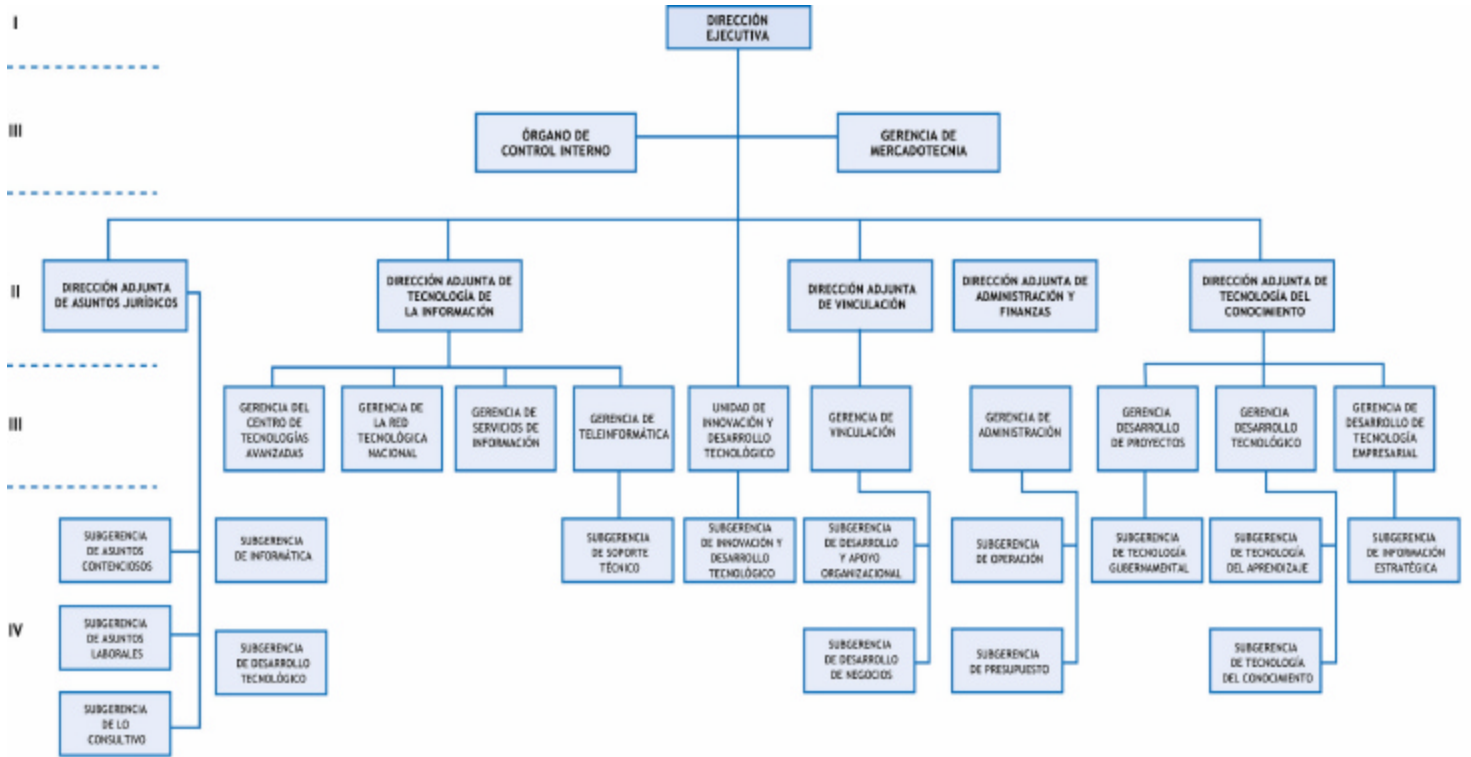 I
DIRECCIÓN
EJECUTIVA
III
ÓRGANO DE
CONTROL INTERNO
GERENCIA DE
MERCADOTECNIA
II
DIRECCIÓN ADJUNTA
DE ASUNTOS JURÍDICOS
DIRECCIÓN ADJUNTA DE
TECNOLOGÍA DE
LA INFORMACIÓN
DIRECCIÓN ADJUNTA
DE VINCULACIÓN
DIRECCIÓN ADJUNTA DE
ADMINISTRACIÓN Y
FINANZAS
DIRECCIÓN ADJUNTA DE
TECNOLOGÍA DEL
CONOCIMIENTO
III
GERENCIA DEL
CENTRO DE
TECNOLOGÍAS
AVANZADAS
GERENCIA DE
LA RED
TECNOLÓGICA
NACIONAL
GERENCIA DE
SERVICIOS DE
INFORMACIÓN
GERENCIA DE
TELEINFORMÁTICA
UNIDAD DE
INNOVACIÓN Y
DESARROLLO
TECNOLÓGICO
GERENCIA DE
VINCULACIÓN
GERENCIA DE
ADMINISTRACIÓN
GERENCIA
DESARROLLO
DE PROYECTOS
GERENCIA
DESARROLLO
TECNOLÓGICO
GERENCIA DE
DESARROLLO DE
TECNOLOGÍA
EMPRESARIAL
IV
SUBGERENCIA
DE ASUNTOS
CONTENCIOSOS
SUBGERENCIA
DE INFORMÁTICA
SUBGERENCIA
DE SOPORTE
TÉCNICO
SUBGERENCIA
DE INNOVACIÓN Y
DESARROLLO
TECNOLÓGICO
SUBGERENCIA
DE DESARROLLO
Y APOYO
ORGANIZACIONAL
SUBGERENCIA
DE OPERACIÓN
SUBGERENCIA
DE TECNOLOGÍA
GUBERNAMENTAL
SUBGERENCIA
DE TECNOLOGÍA
DEL APRENDIZAJE
SUBGERENCIA
DE INFORMACIÓN
ESTRATÉGICA
SUBGERENCIA
DE ASUNTOS
LABORALES
SUBGERENCIA
DE DESARROLLO
TECNOLÓGICO
SUBGERENCIA
DE DESARROLLO
DE NEGOCIOS
SUBGERENCIA
DE PRESUPUESTO
SUBGERENCIA
DE TECNOLOGÍA
DEL CONOCIMIENTO
SUBGERENCIA
DE LO
CONSULTIVO